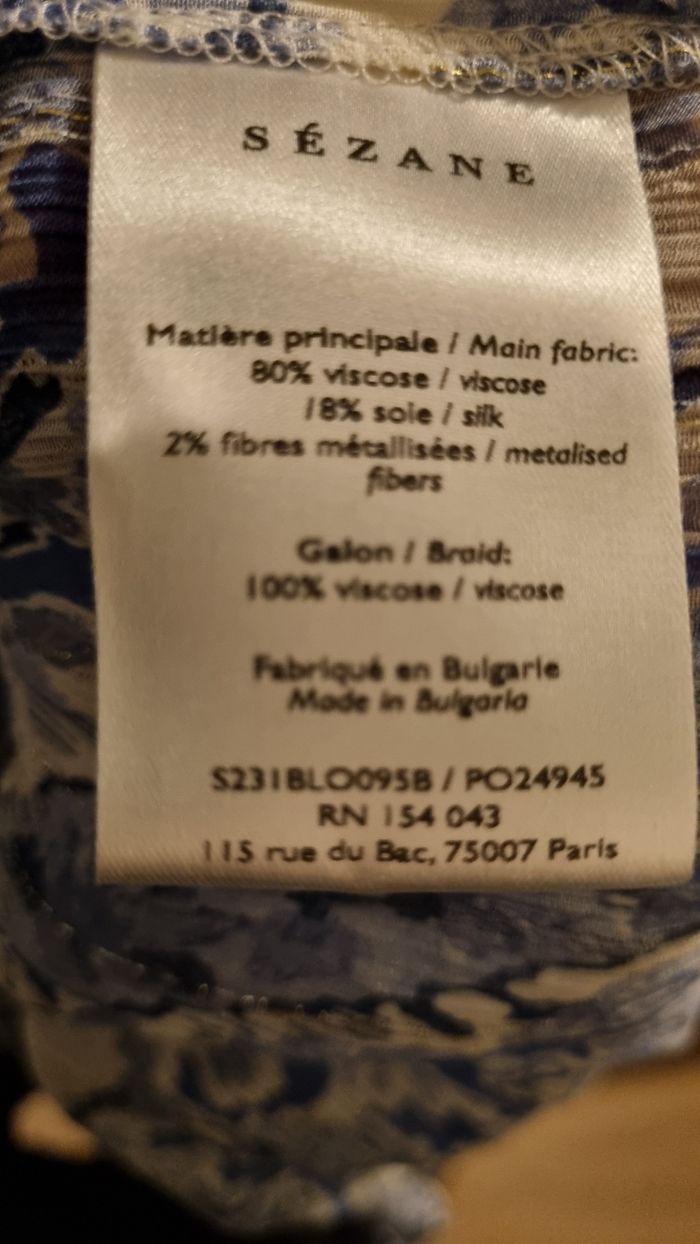 SÉZANE
Matière principale / Main fabric:
80% viscose / viscose
18% soie / silk
2% fibres métallisées / metalised
fibers
Galon / Braid:
100% viscose / viscose
Fabriqué en Bulgarie
Made in Bulgaria
S231BLO095B / PO24945
RN 154 043
115 rue du Bac, 75007 Paris